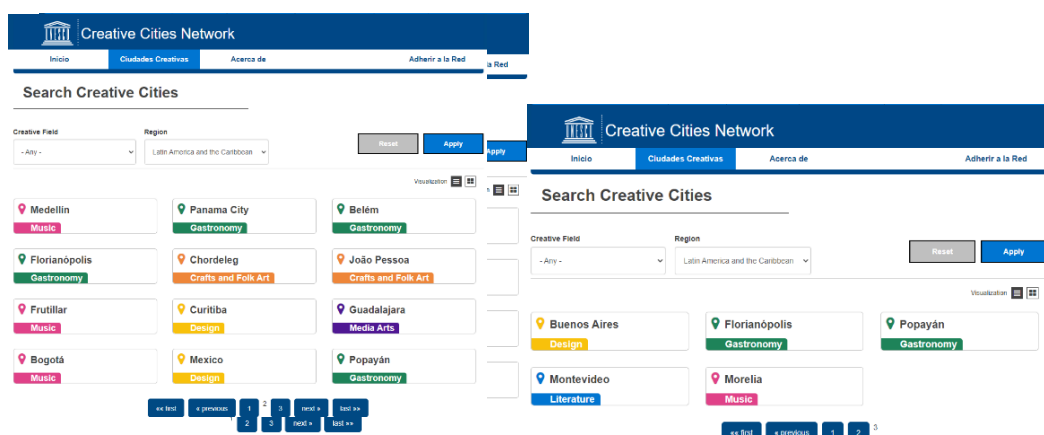 Creative Cities Network
Inicio Ciudades Creativas Acerca de Adherir a la Red
a Red
Search Creative Cities
Creative Field Region
- Any - Latin America and the Caribbean Reset Apply
Apply
Visualization
Medellín Panama City Belém
Music Gastronomy Gastronomy
Florianópolis Chordeleg João Pessoa
Gastronomy Crafts and Folk Art Crafts and Folk Art
Frutillar Curitiba Guadalajara
Music Design Media Arts
Bogotá Mexico Popayán
Music Design Gastronomy
«« first « previous 1 2 3 next » last »»
1 2 3 next » last »»
Creative Cities Network
Inicio Ciudades Creativas Acerca de Adherir a la Red
Search Creative Cities
Creative Field Region
- Any - Latin America and the Caribbean Reset Apply
Visualization
Buenos Aires Florianópolis Popayán
Design Gastronomy Gastronomy
Montevideo Morelia
Literature Music
«« first « previous 1 2 3